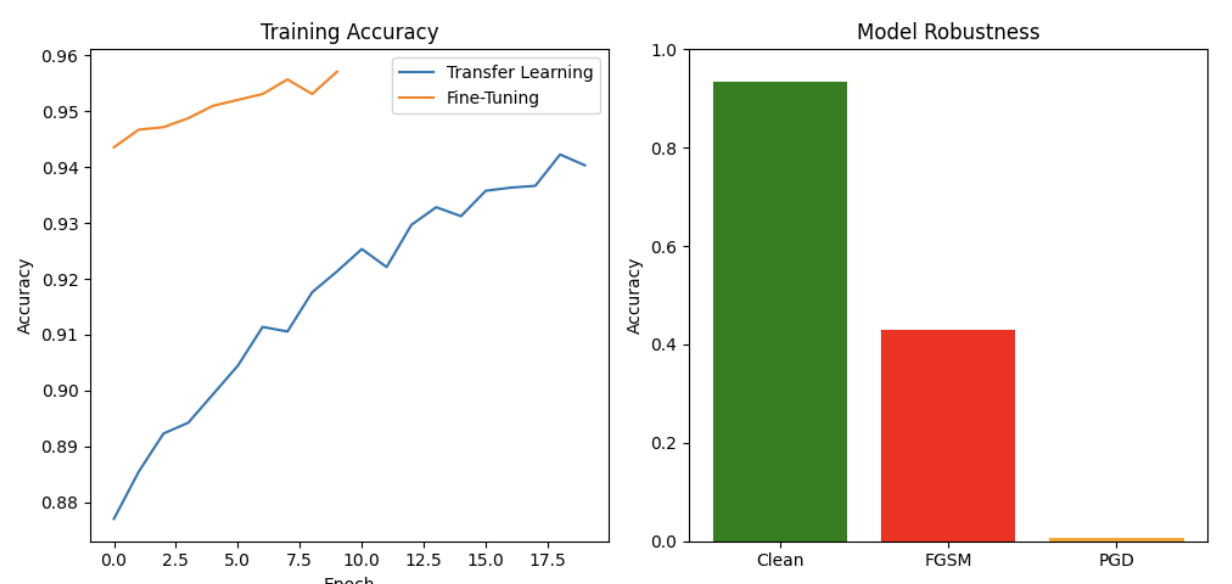 Training Accuracy
0.96
0.95
0.94
0.93
0.92
0.91
0.90
0.89
0.88
Accuracy
0.0 2.5 5.0 7.5 10.0 12.5 15.0 17.5
Epoch
Transfer Learning
Fine-Tuning
Model Robustness
1.0
0.8
0.6
0.4
0.2
0.0
Accuracy
Clean FGSM PGD